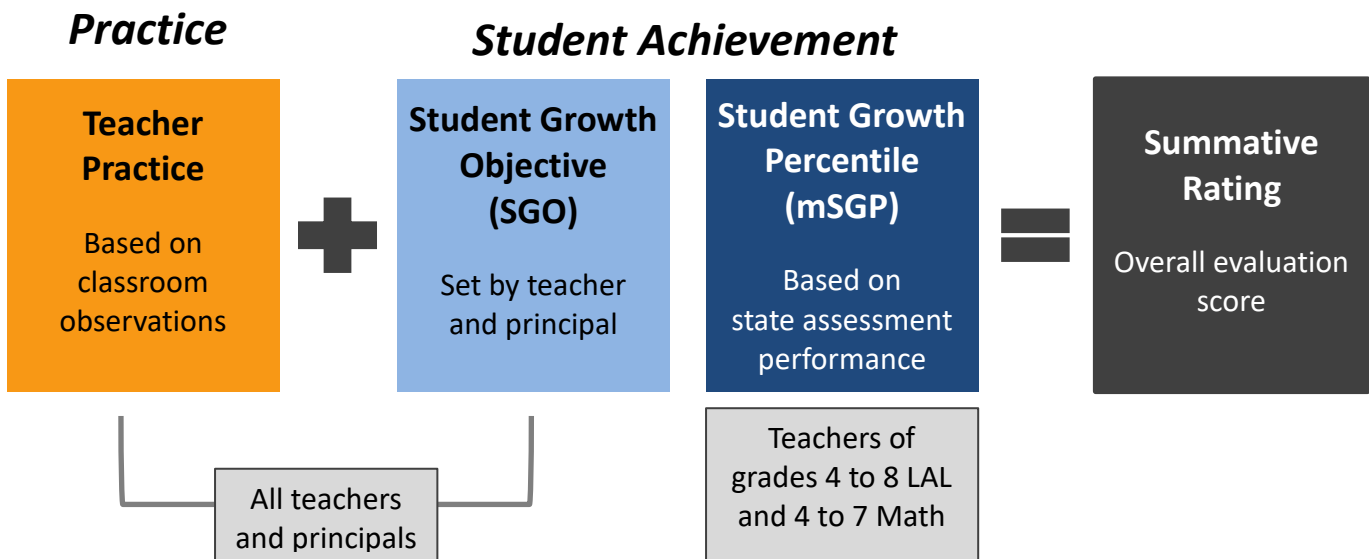 Practice
Student Achievement
Teacher
Practice
Based on
classroom
observations
Student Growth
Objective
(SGO)
Set by teacher
and principal
Student Growth
Percentile
(mSGP)
Based on
state assessment
performance
Summative
Rating
Overall evaluation
score
All teachers
and principals
Teachers of
grades 4 to 8 LAL
and 4 to 7 Math